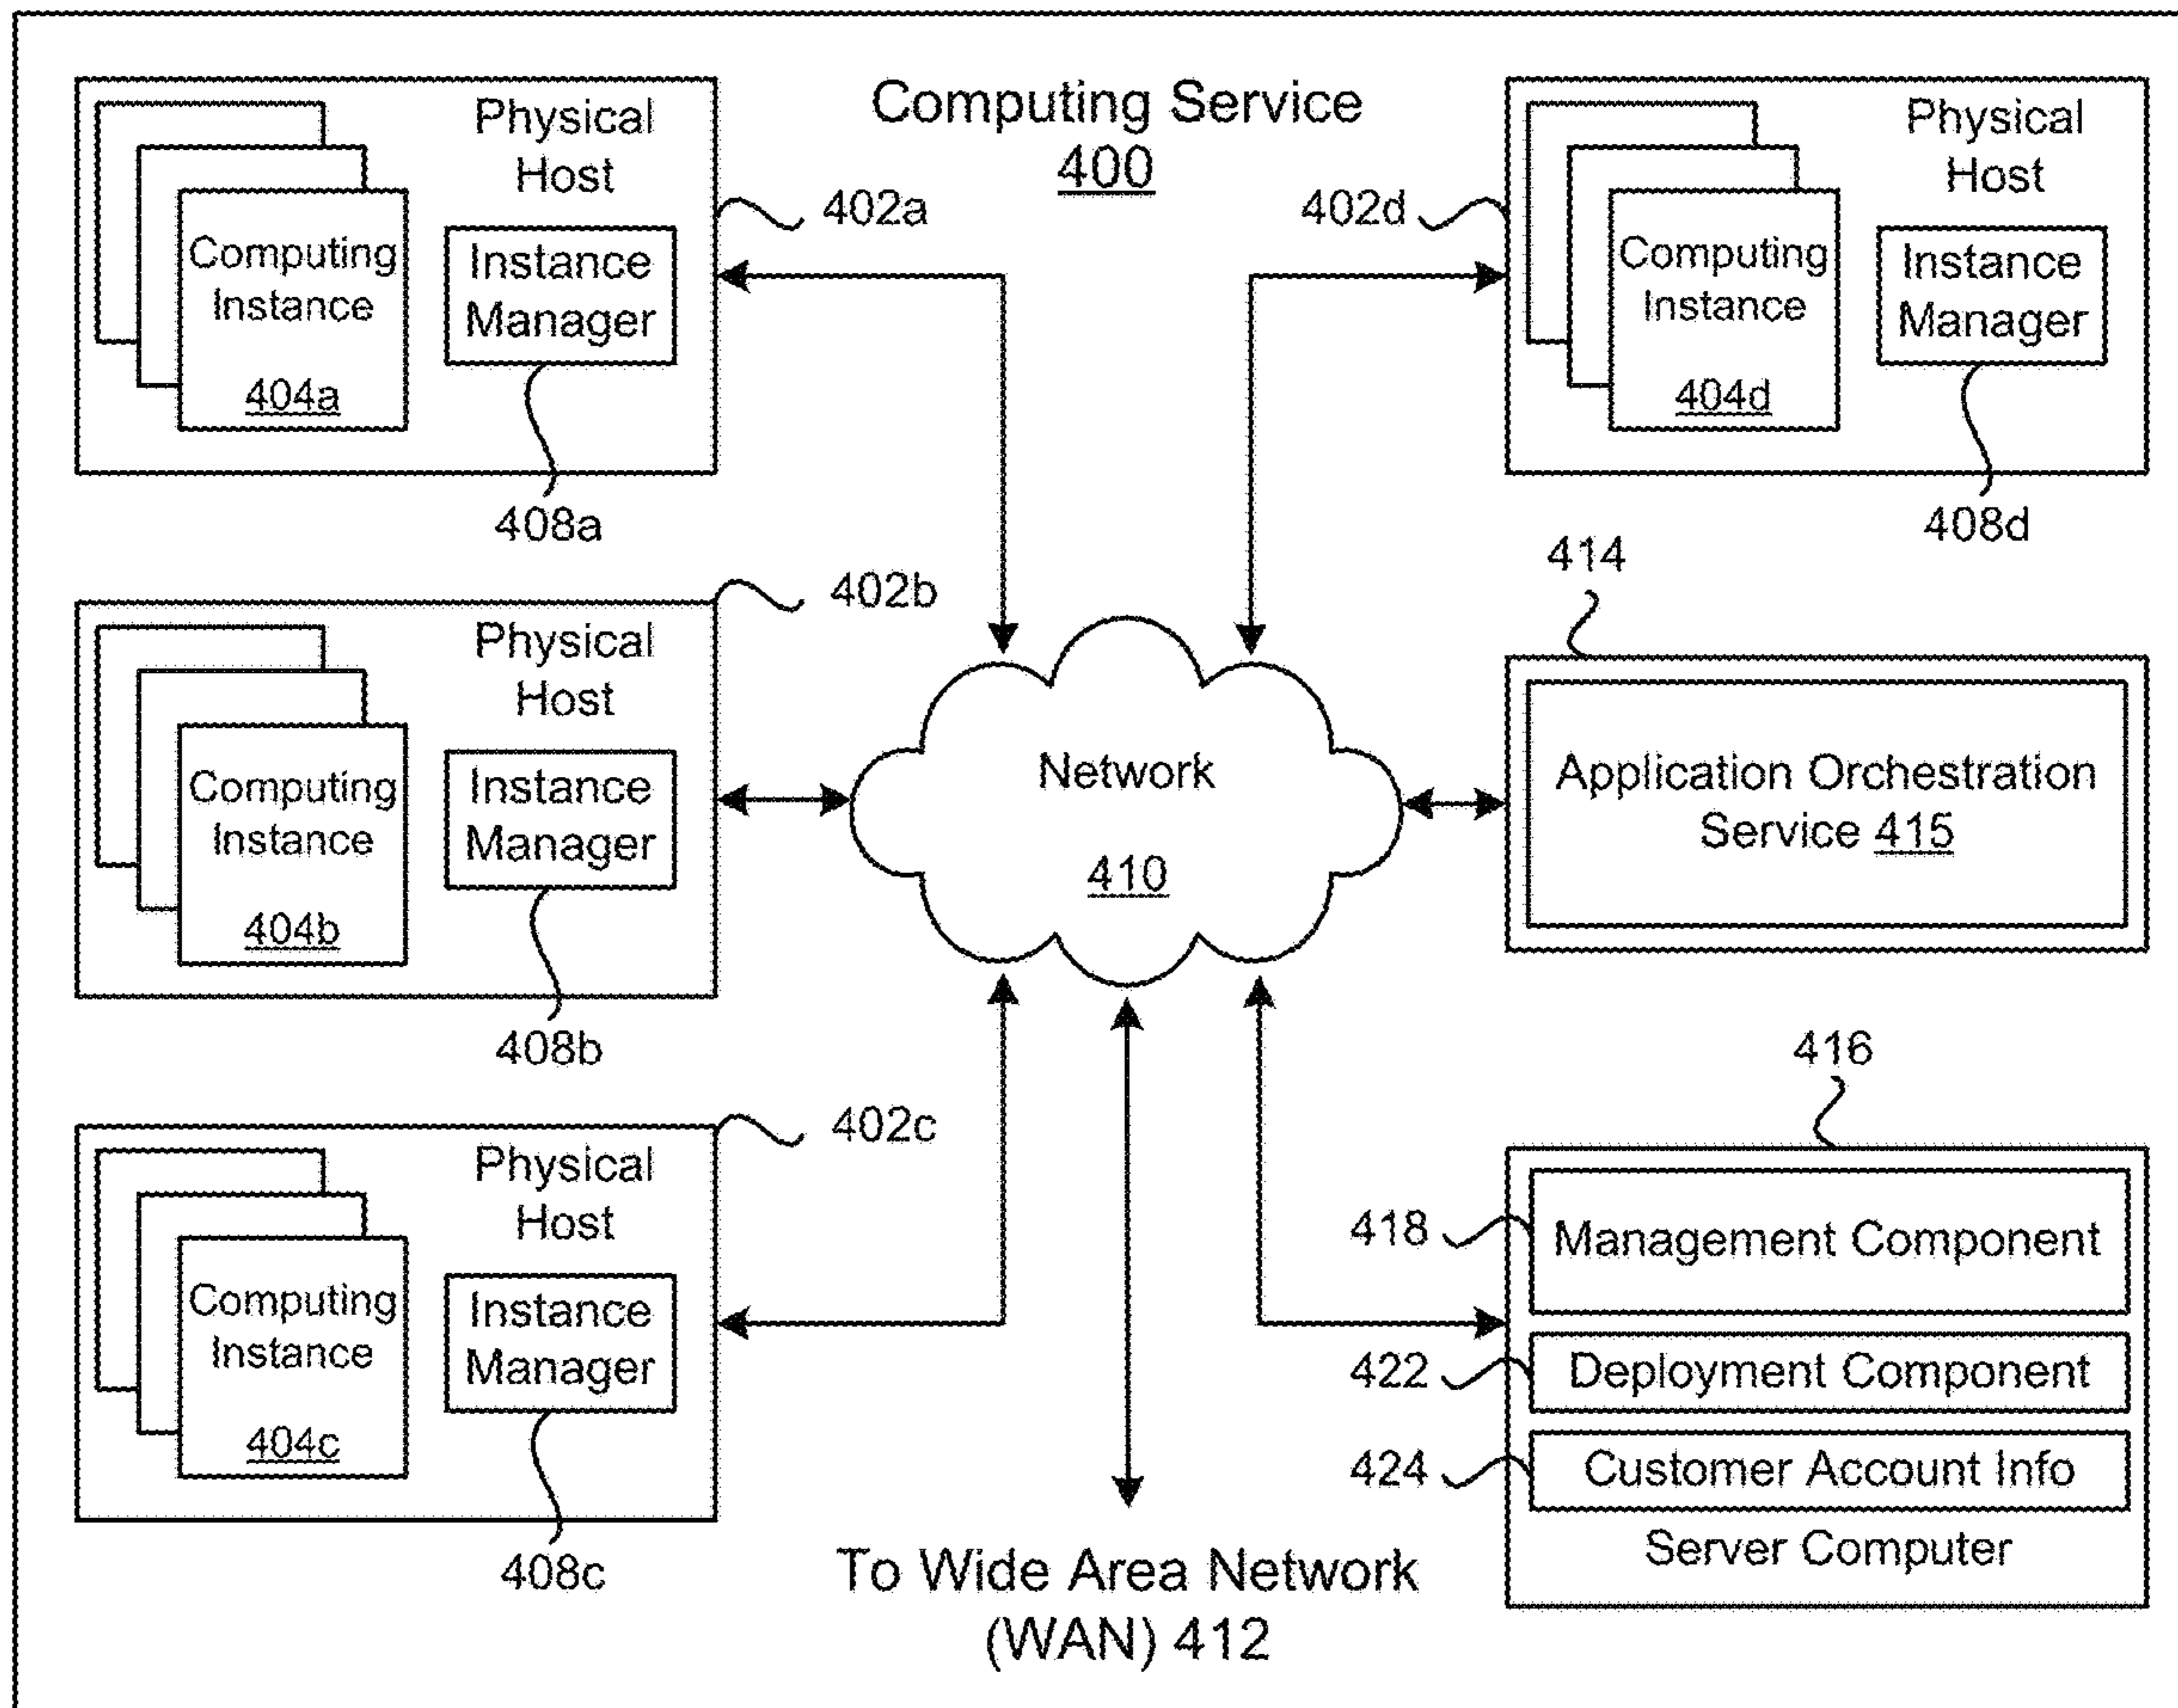 Computing Service
400
Physical
Host
Computing
Instance
404a
Instance
Manager
402a
408a
Physical
Host
Computing
Instance
404d
Instance
Manager
402d
408d
Physical
Host
Computing
Instance
404b
Instance
Manager
402b
408b
Network
410
414
Application Orchestration
Service 415
Physical
Host
Computing
Instance
404c
Instance
Manager
402c
408c
To Wide Area Network
(WAN) 412
416
418
Management Component
422
Deployment Component
424
Customer Account Info
Server Computer